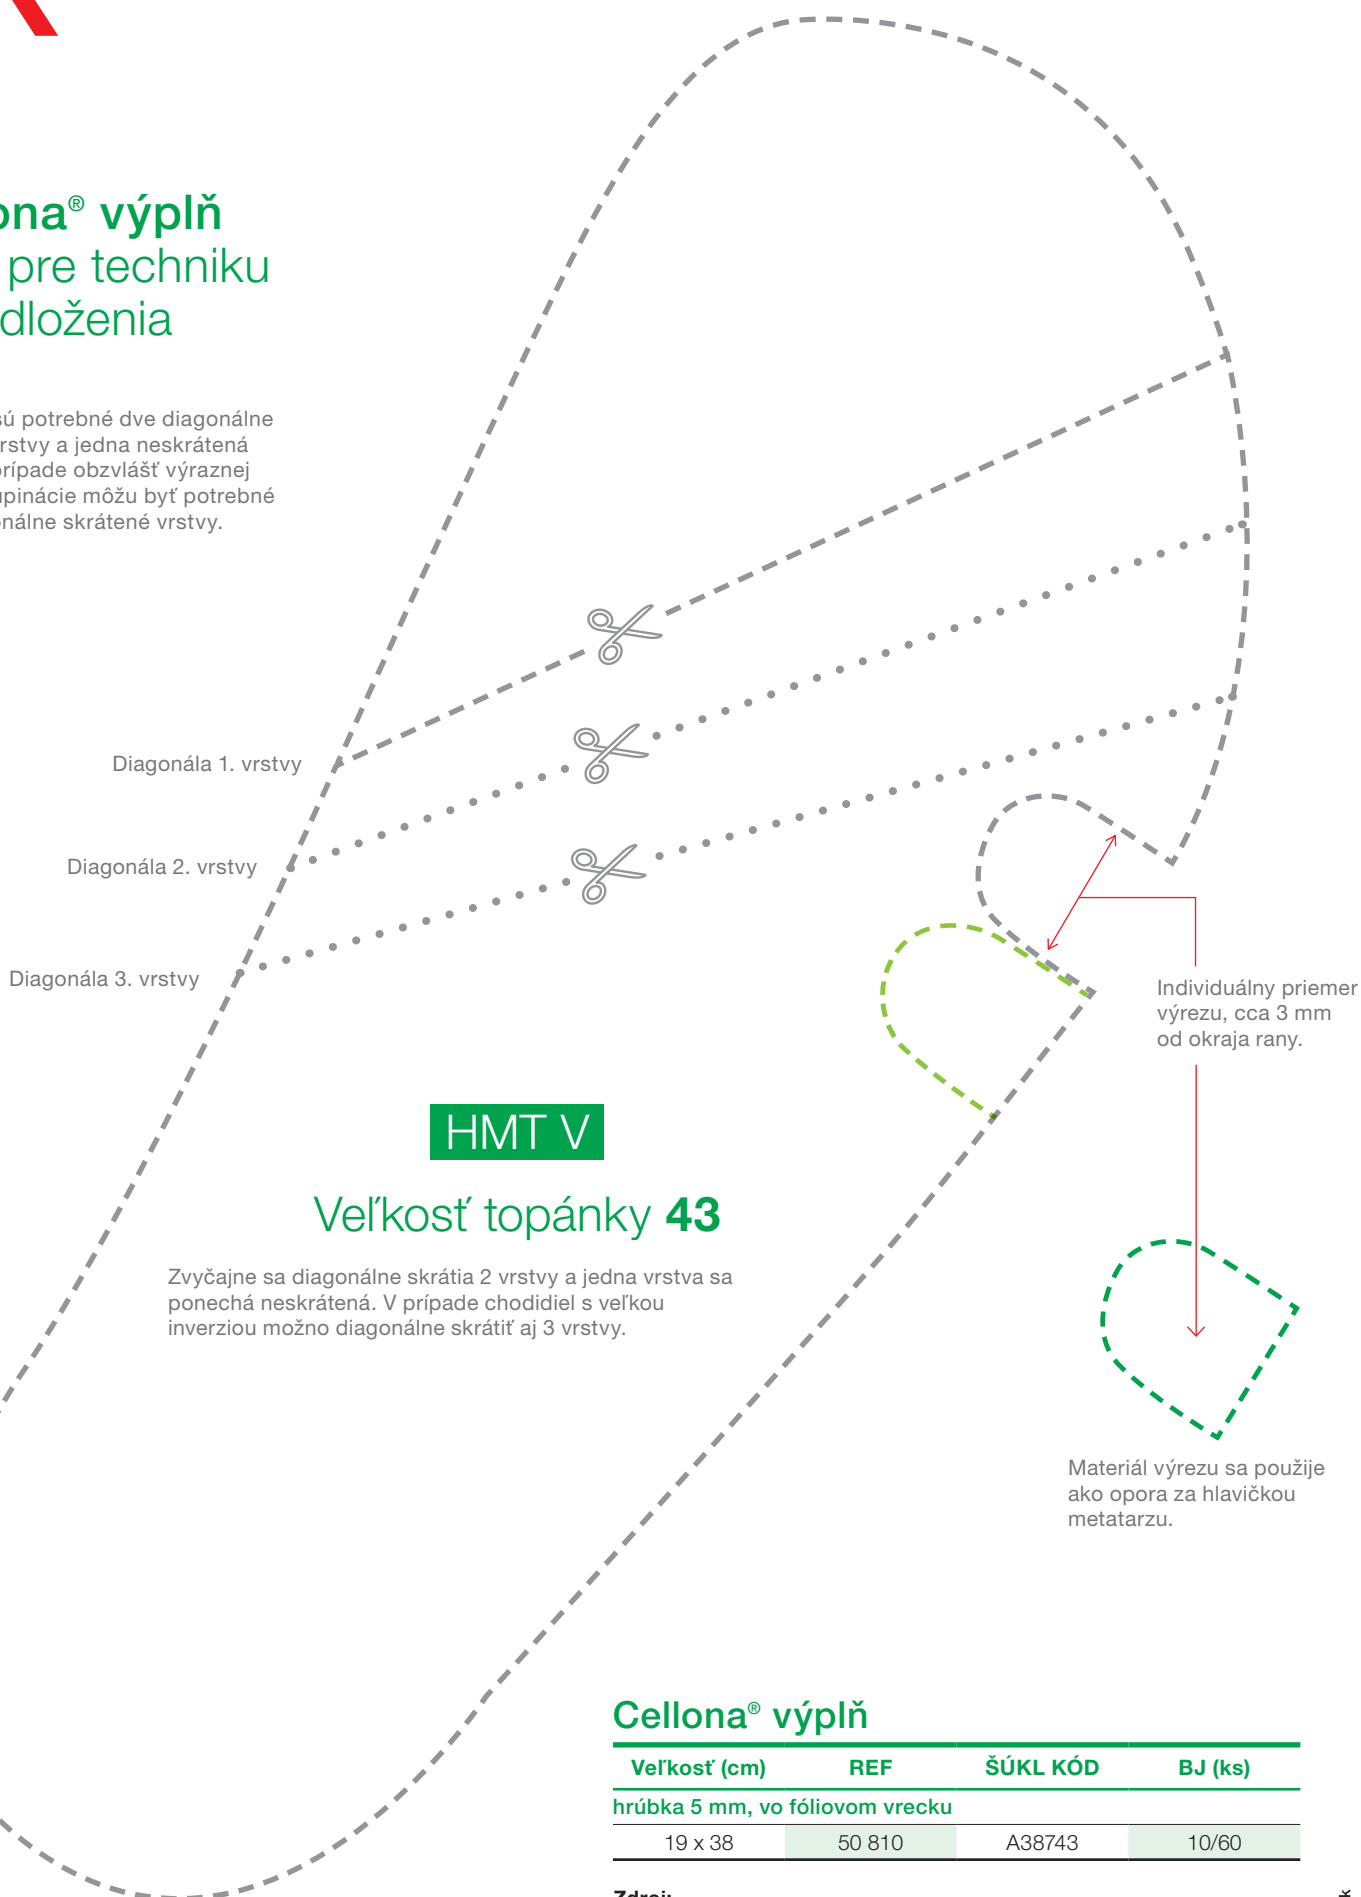 ona® výplň
pre techniku
dloženia
sú potrebné dve diagonálne
rstvy a jedna neskrátená
prípade obzvlášť výraznej
upinácie môžu byť potrebné
onálne skrátené vrstvy.
Diagonála 1. vrstvy
Diagonála 2. vrstvy
Diagonála 3. vrstvy
Individuálny priemer
výrezu, cca 3 mm
od okraja rany.
HMT V
Veľkosť topánky 43
Zvyčajne sa diagonálne skrátia 2 vrstvy a jedna vrstva sa
ponechá neskrátená. V prípade chodidiel s veľkou
inverziou možno diagonálne skrátiť aj 3 vrstvy.
Materiál výrezu sa použije
ako opora za hlavičkou
metatarzu.
Cellona® výplň
Veľkosť (cm) REF ŠÚKL KÓD BJ (ks)
hrúbka 5 mm, vo fóliovom vrecku
19 x 38 50 810 A38743 10/60
Zdroj: